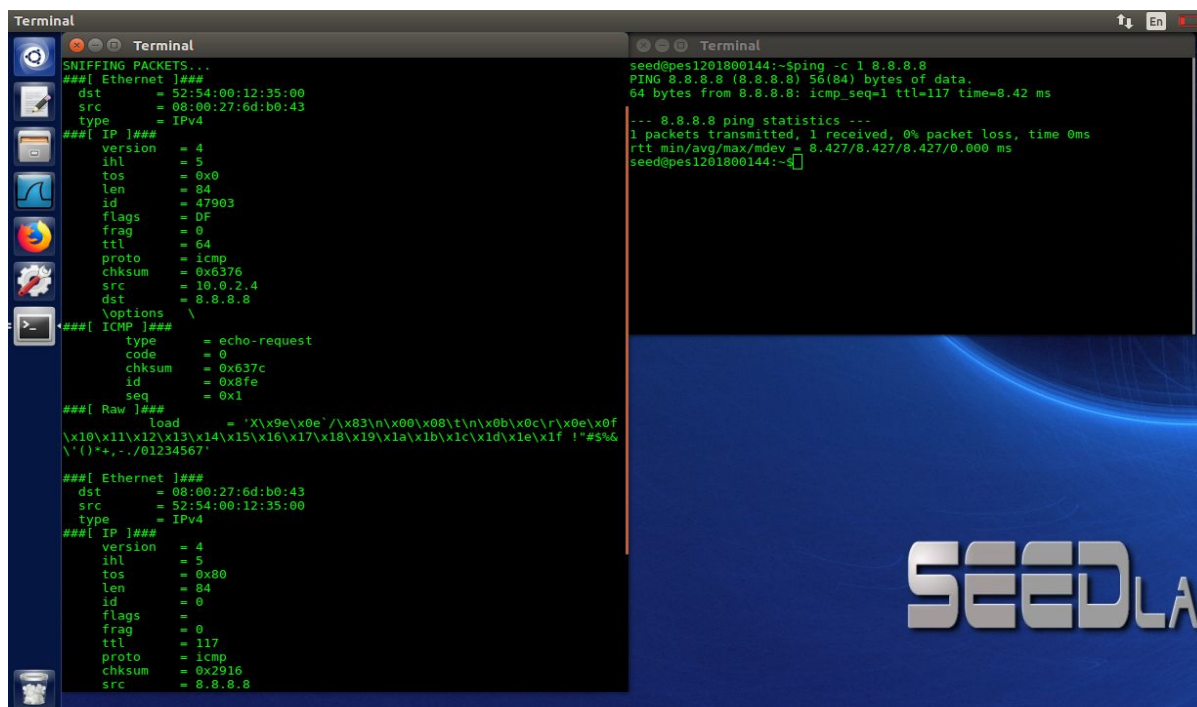 Terminal
En
Terminal
SNIFFING PACKETS...
###[ Ethernet ]###
  dst       = 52:54:00:12:35:00
  src       = 08:00:27:6d:b0:43
  type      = IPv4
###[ IP ]###
     version   = 4
     ihl       = 5
     tos       = 0x0
     len       = 84
     id        = 47903
     flags     = DF
     frag      = 0
     ttl       = 64
     proto     = icmp
     chksum    = 0x6376
     src       = 10.0.2.4
     dst       = 8.8.8.8
     \options   \
###[ ICMP ]###
        type      = echo-request
        code      = 0
        chksum    = 0x637c
        id        = 0x8fe
        seq       = 0x1
###[ Raw ]###
           load      = 'X\x9e\x0e`/\x83\n\x00\x08\t\n\x0b\x0c\r\x0e\x0f
\x10\x11\x12\x13\x14\x15\x16\x17\x18\x19\x1a\x1b\x1c\x1d\x1e\x1f !"#$%&
\'()*+,-./01234567'
###[ Ethernet ]###
  dst       = 08:00:27:6d:b0:43
  src       = 52:54:00:12:35:00
  type      = IPv4
###[ IP ]###
     version   = 4
     ihl       = 5
     tos       = 0x80
     len       = 84
     id        = 0
     flags     =
     frag      = 0
     ttl       = 117
     proto     = icmp
     chksum    = 0x2916
     src       = 8.8.8.8
Terminal
seed@pes1201800144:~$ping -c 1 8.8.8.8
PING 8.8.8.8 (8.8.8.8) 56(84) bytes of data.
64 bytes from 8.8.8.8: icmp_seq=1 ttl=117 time=8.42 ms
--- 8.8.8.8 ping statistics ---
1 packets transmitted, 1 received, 0% packet loss, time 0ms
rtt min/avg/max/mdev = 8.427/8.427/8.427/0.000 ms
seed@pes1201800144:~$
SEEDLA